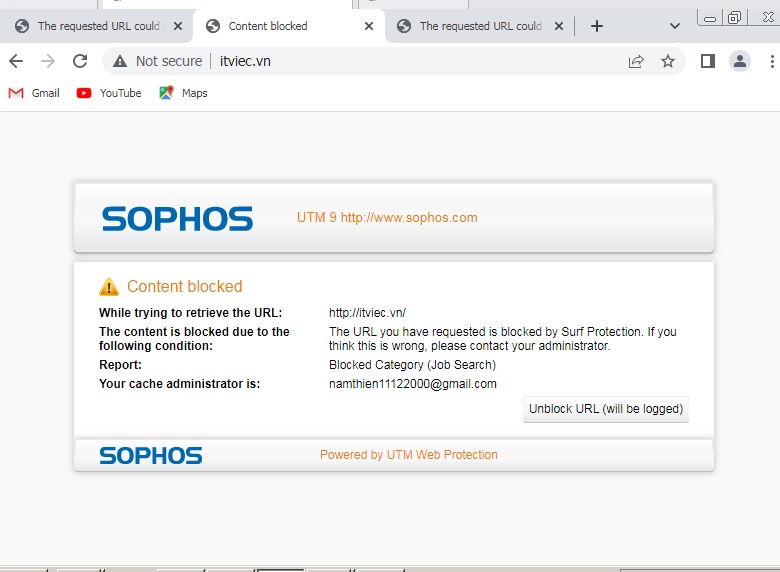 The requested URL could
Content blocked
The requested URL could
Not secure
itviec.vn
Gmail
YouTube
Maps
SOPHOS
UTM 9 http://www.sophos.com
Content blocked
While trying to retrieve the URL: http://itviec.vn/
The content is blocked due to the following condition:
The URL you have requested is blocked by Surf Protection. If you think this is wrong, please contact your administrator.
Report: Blocked Category (Job Search)
Your cache administrator is: namthien11122000@gmail.com
Unblock URL (will be logged)
SOPHOS
Powered by UTM Web Protection